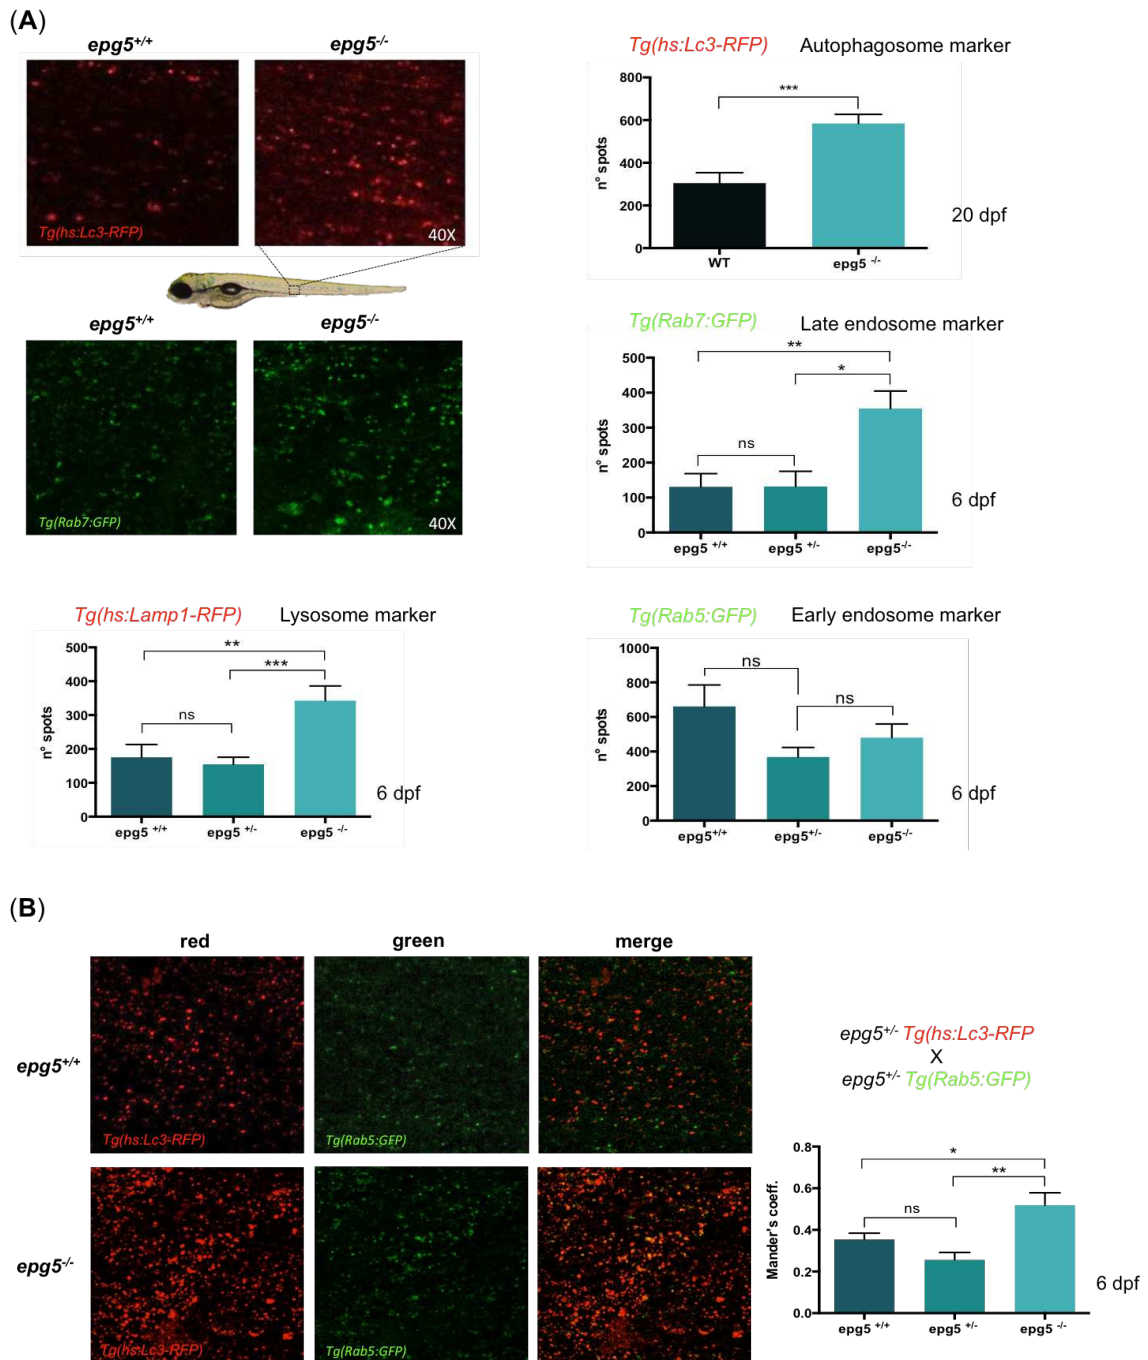 (A)
epg5+/+
epg5-/-
Tg(hs:Lc3-RFP)
40X
epg5+/+
epg5-/-
Tg(Rab7:GFP)
40X
Tg(hs:Lc3-RFP) Autophagosome marker
800
600
400
200
0
n° spots
***
WT
epg5 -/-
20 dpf
Tg(Rab7:GFP) Late endosome marker
500
400
300
200
100
0
n° spots
**
*
ns
epg5 +/+
epg5 +/-
epg5-/-
6 dpf
Tg(hs:Lamp1-RFP) Lysosome marker
500
400
300
200
100
0
n° spots
**
***
ns
epg5 +/+
epg5 +/-
epg5 -/-
6 dpf
Tg(Rab5:GFP) Early endosome marker
1000
800
600
400
200
0
n° spots
ns
ns
epg5+/+
epg5+/-
epg5-/-
6 dpf
(B)
red
green
merge
epg5+/+
Tg(hs:Lc3-RFP)
Tg(Rab5:GFP)
epg5-/-
Tg(hs:Lc3-RFP)
Tg(Rab5:GFP)
epg5+/- Tg(hs:Lc3-RFP
X
epg5+/- Tg(Rab5:GFP)
0.8
0.6
0.4
0.2
0.0
Mander's coeff.
*
**
ns
epg5 +/+
epg5 +/-
epg5 -/-
6 dpf